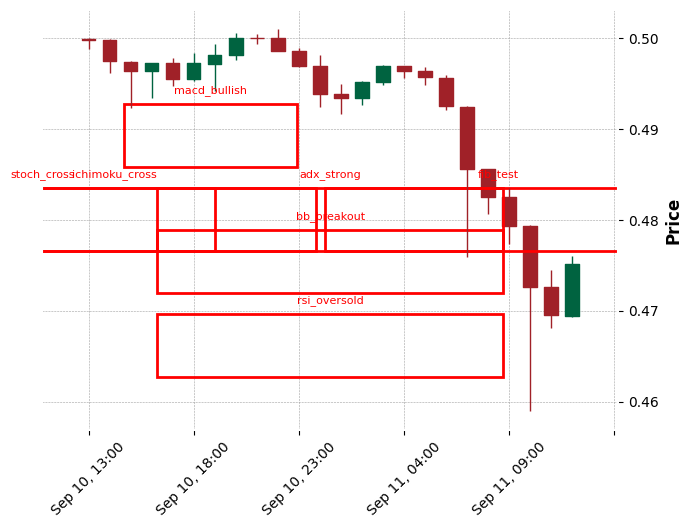 0.50
macd_bullish
0.49
stoch_cross
ichimoku_cross
adx_strong
bb_breakout
0.48
Price
rsi_oversold
0.47
0.46
Sep 10, 13:00
Sep 10, 18:00
Sep 10, 23:00
Sep 11, 04:00
Sep 11, 09:00